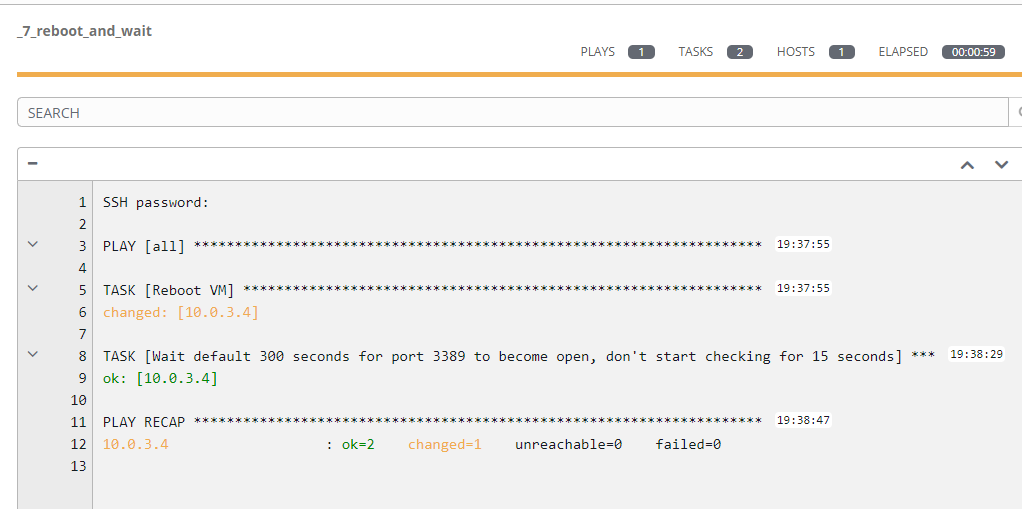 _7_reboot_and_wait
PLAYS 1 TASKS 2 HOSTS 1 ELAPSED 00:00:59
SEARCH
1 SSH password:
2
3 PLAY [all] ********************************************************************* 19:37:55
4
5 TASK [Reboot VM] *************************************************************** 19:37:55
6 changed: [10.0.3.4]
7
8 TASK [Wait default 300 seconds for port 3389 to become open, don't start checking for 15 seconds] *** 19:38:29
9 ok: [10.0.3.4]
10
11 PLAY RECAP ********************************************************************* 19:38:47
12 10.0.3.4 : ok=2 changed=1 unreachable=0 failed=0
13